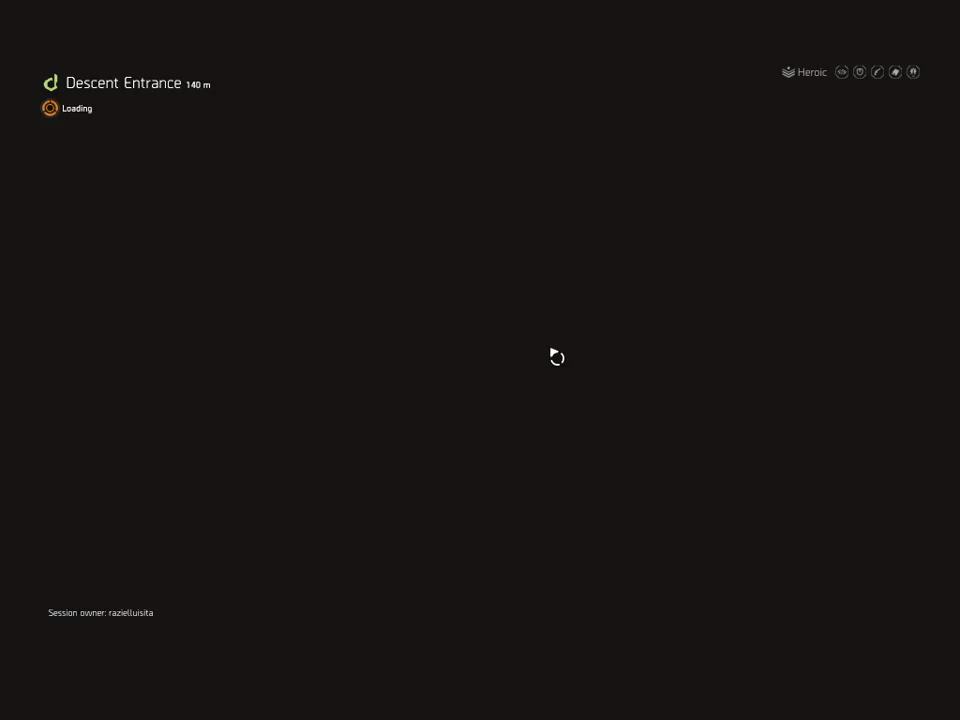 Descent Entrance 140 m
Heroic
Loading
Session owner: razielluisita